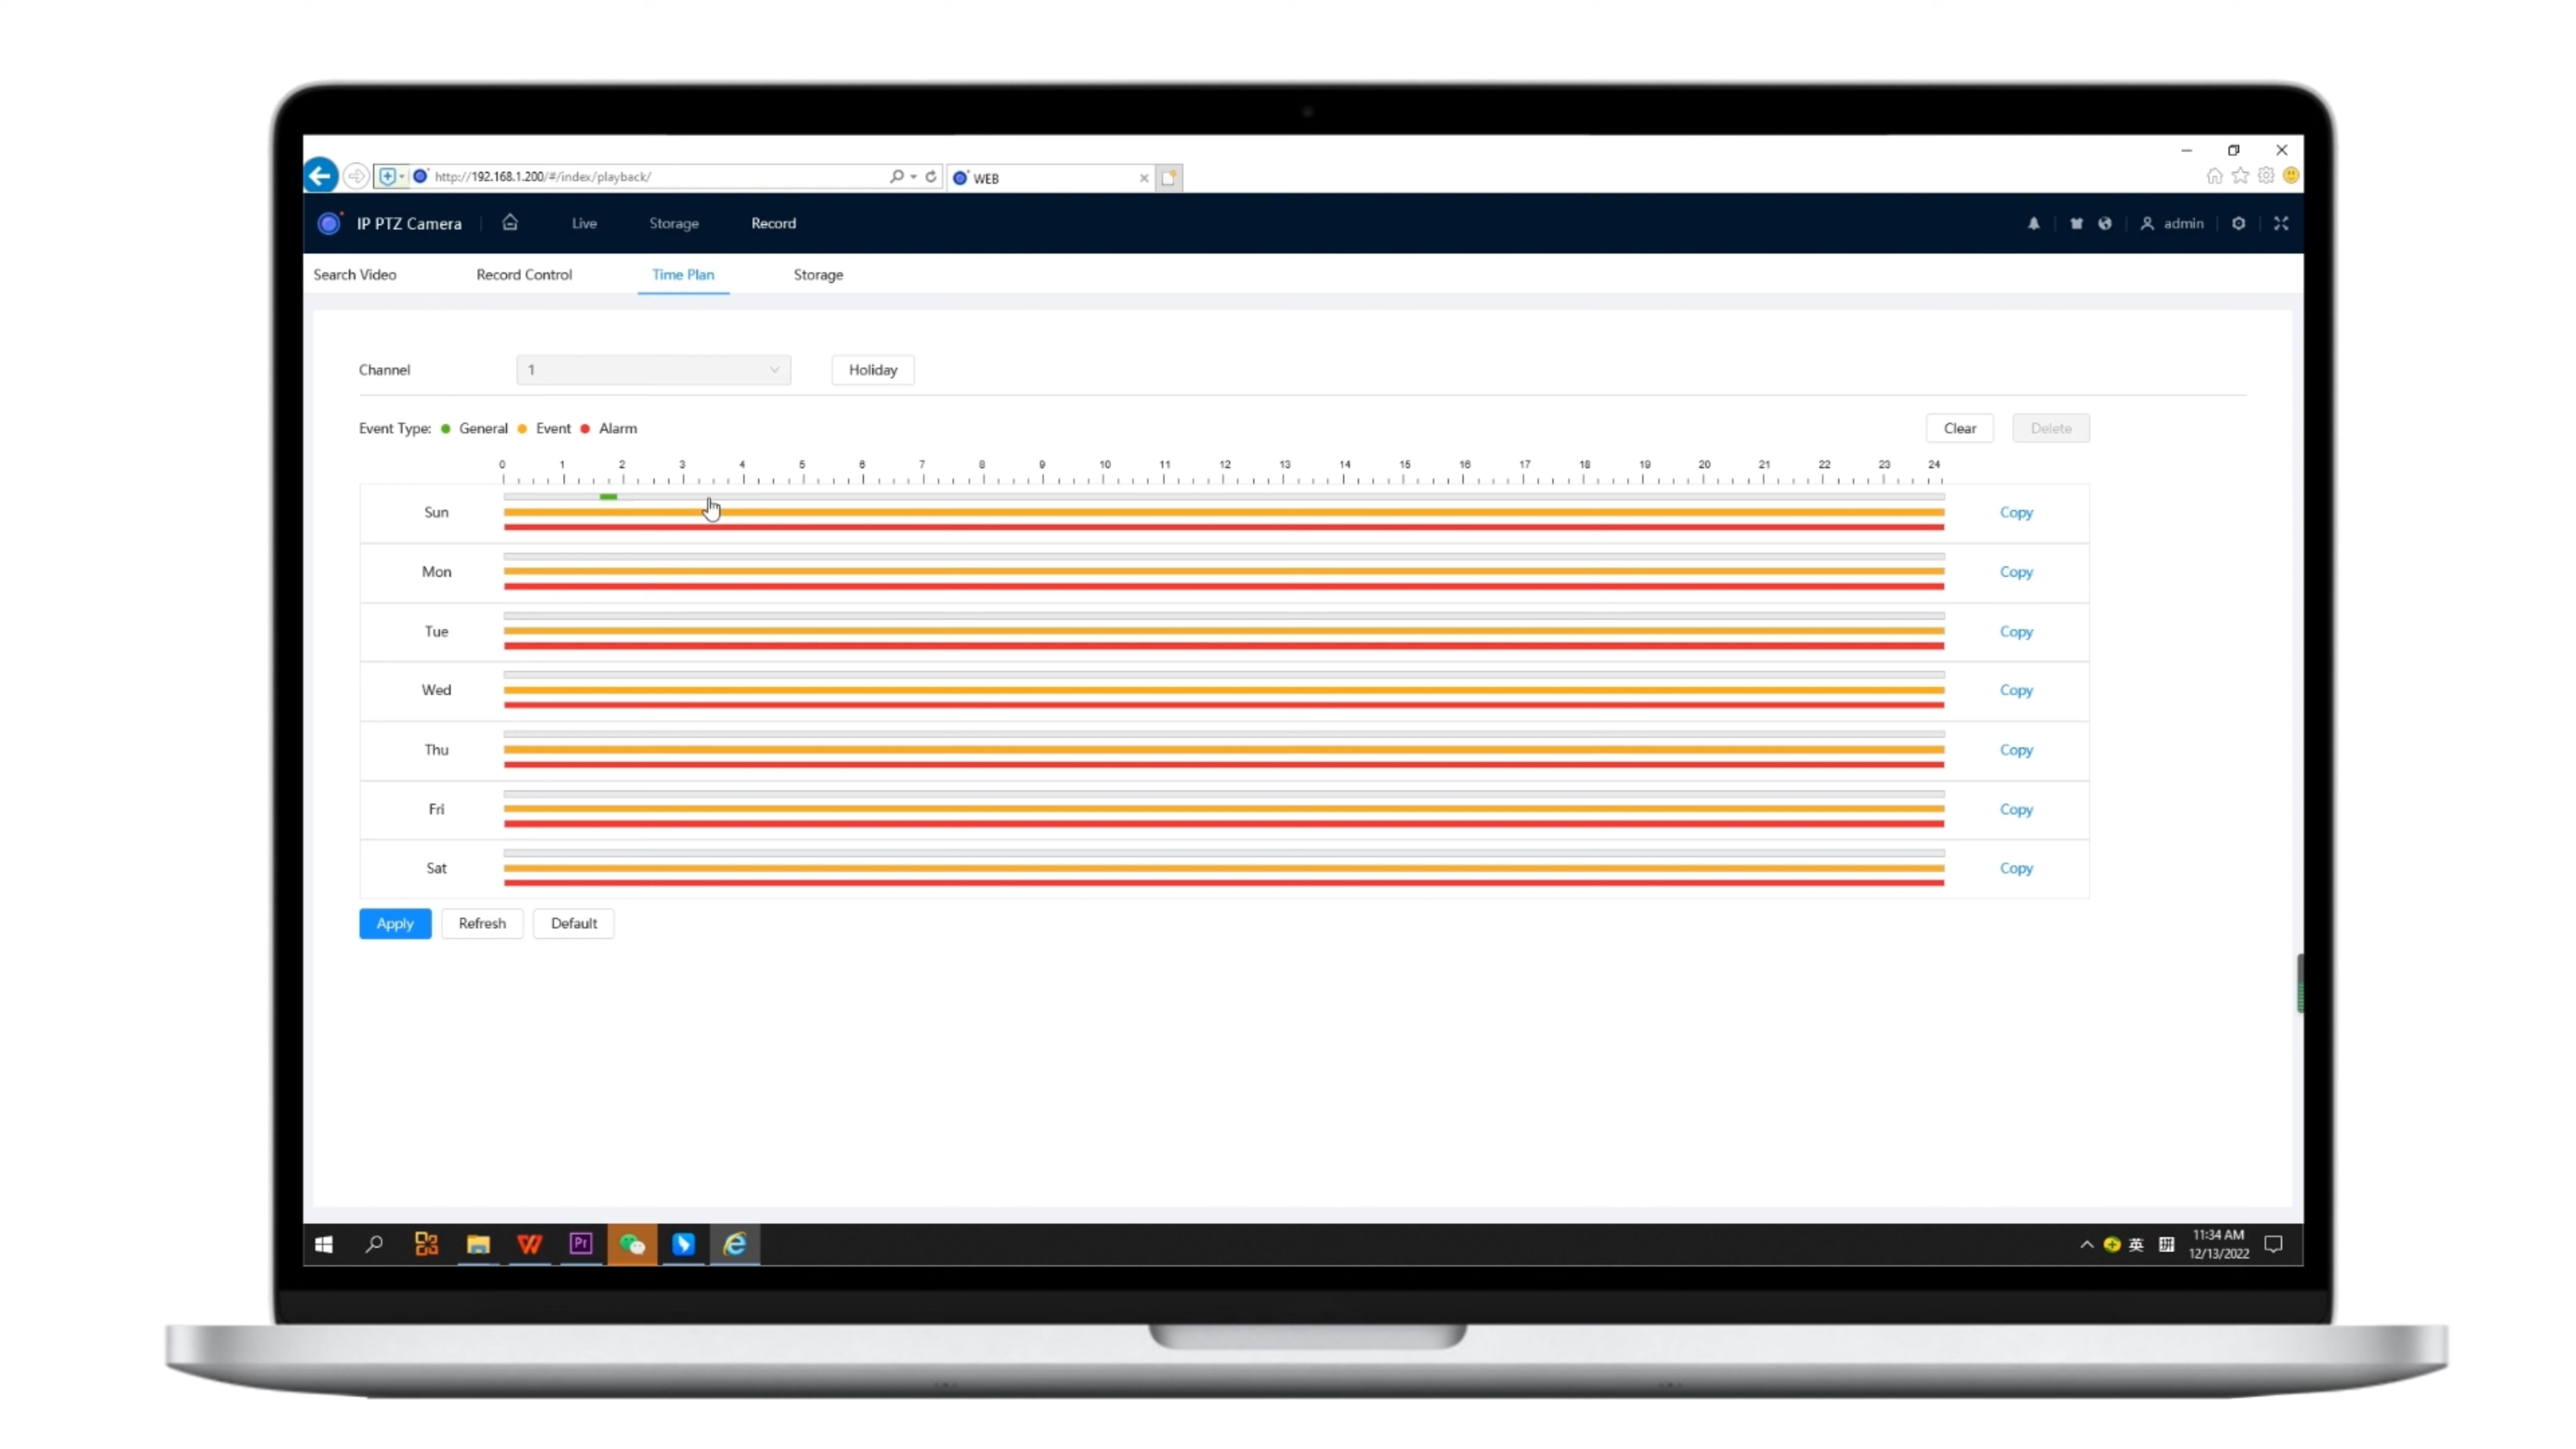 http://192.168.1.200/#/index/playback/
WEB
IP PTZ Camera
Live
Storage
Record
admin
Search Video
Record Control
Time Plan
Storage
Channel
1
Holiday
Event Type: General Event Alarm
Clear
Delete
0 1 2 3 4 5 6 7 8 9 10 11 12 13 14 15 16 17 18 19 20 21 22 23 24
Sun
Copy
Mon
Copy
Tue
Copy
Wed
Copy
Thu
Copy
Fri
Copy
Sat
Copy
Apply
Refresh
Default
Pr
英
拼
11:34 AM
12/13/2022